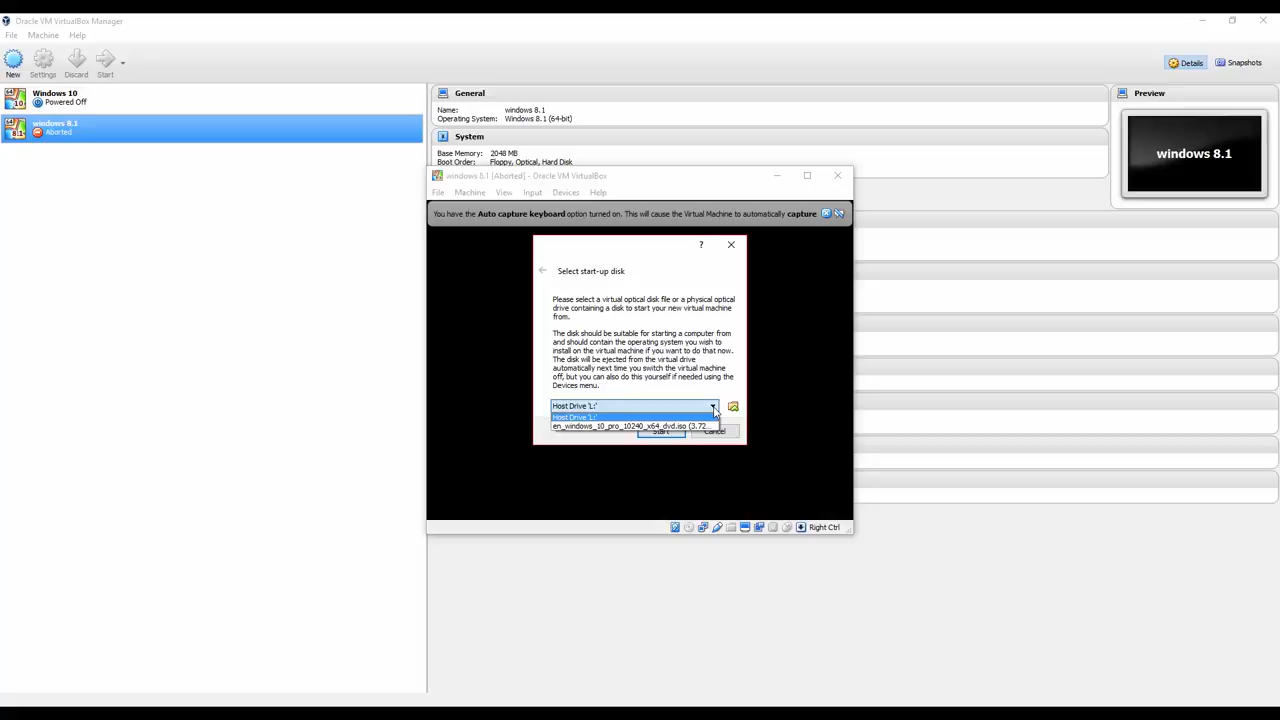 Oracle VM VirtualBox Manager
File Machine Help
New Settings Discard Start
Details Snapshots
Windows 10
Powered Off
windows 8.1
Aborted
General
Name: windows 8.1
Operating System: Windows 8.1 (64-bit)
System
Base Memory: 2048 MB
Boot Order: Floppy, Optical, Hard Disk
Preview
windows 8.1
windows 8.1 [Aborted] - Oracle VM VirtualBox
File Machine View Input Devices Help
You have the Auto capture keyboard option turned on. This will cause the Virtual Machine to automatically capture
?
Select start-up disk
Please select a virtual optical disk file or a physical optical
drive containing a disk to start your new virtual machine
from.
The disk should be suitable for starting a computer from
and should contain the operating system you wish to
install on the virtual machine if you want to do that now.
The disk will be ejected from the virtual drive
automatically next time you switch the virtual machine
off, but you can also do this yourself if needed using the
Devices menu.
Host Drive 'L:'
Host Drive 'L:'
en_windows_10_pro_10240_x64_dvd.iso (3.72...
Start Cancel
Right Ctrl